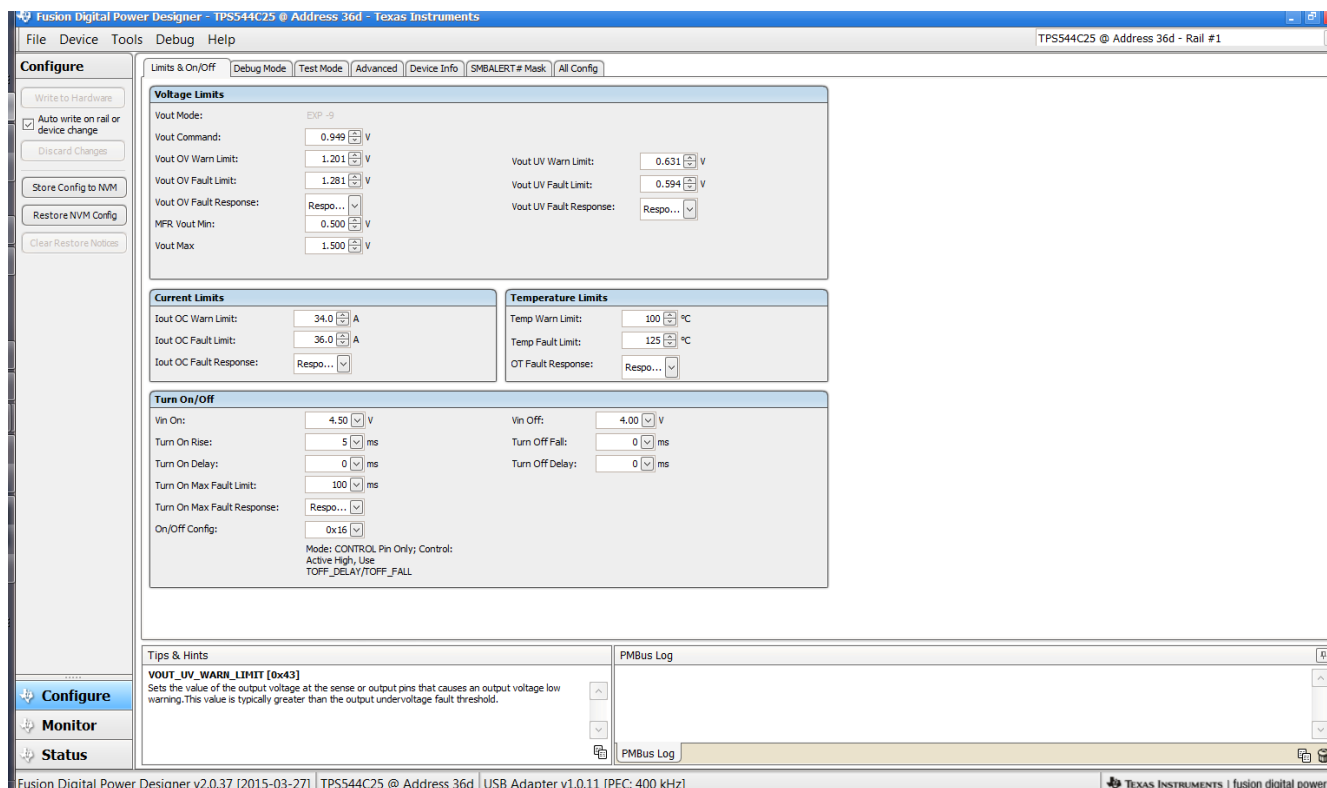 Fusion Digital Power Designer - TPS544C25 @ Address 36d - Texas Instruments
File Device Tools Debug Help
TPS544C25 @ Address 36d - Rail #1
Configure
Limits & On/Off Debug Mode Test Mode Advanced Device Info SMBALERT# Mask All Config
Write to Hardware
Auto write on rail or
device change
Discard Changes
Store Config to NVM
Restore NVM Config
Clear Restore Notices
Voltage Limits
Vout Mode: EXP -9
Vout Command: 0.949 V
Vout OV Warn Limit: 1.201 V
Vout UV Warn Limit: 0.631 V
Vout OV Fault Limit: 1.281 V
Vout UV Fault Limit: 0.594 V
Vout OV Fault Response: Respo...
Vout UV Fault Response: Respo...
MFR Vout Min: 0.500 V
Vout Max 1.500 V
Current Limits
Iout OC Warn Limit: 34.0 A
Iout OC Fault Limit: 36.0 A
Iout OC Fault Response: Respo...
Temperature Limits
Temp Warn Limit: 100 ºC
Temp Fault Limit: 125 ºC
OT Fault Response: Respo...
Turn On/Off
Vin On: 4.50 V
Vin Off: 4.00 V
Turn On Rise: 5 ms
Turn Off Fall: 0 ms
Turn On Delay: 0 ms
Turn Off Delay: 0 ms
Turn On Max Fault Limit: 100 ms
Turn On Max Fault Response: Respo...
On/Off Config: 0x16
Mode: CONTROL Pin Only; Control:
Active High, Use
TOFF_DELAY/TOFF_FALL
Configure
Monitor
Status
Tips & Hints
VOUT_UV_WARN_LIMIT [0x43]
Sets the value of the output voltage at the sense or output pins that causes an output voltage low
warning.This value is typically greater than the output undervoltage fault threshold.
PMBus Log
PMBus Log
Fusion Digital Power Designer v2.0.37 [2015-03-27] TPS544C25 @ Address 36d USB Adapter v1.0.11 [PEC; 400 kHz]
TEXAS INSTRUMENTS | fusion digital power